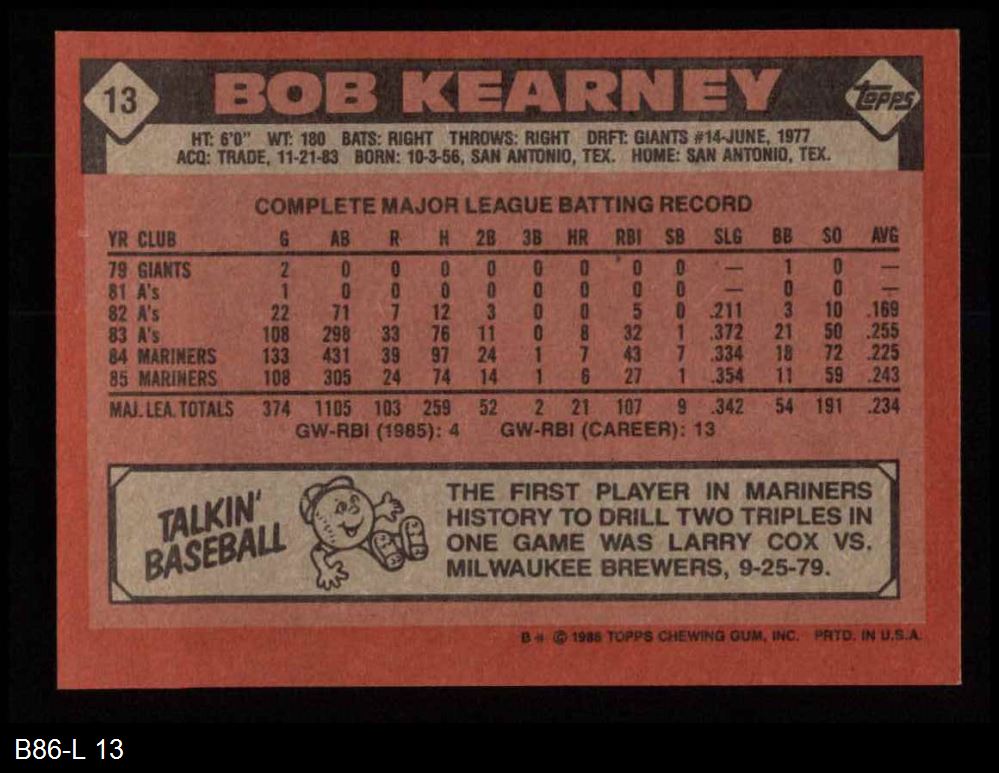 13 BOB KEARNEY Topps
HT: 6'0" WT: 180 BATS: RIGHT THROWS: RIGHT DRFT: GIANTS #14-JUNE, 1977
ACQ: TRADE, 11-21-83 BORN: 10-3-56, SAN ANTONIO, TEX. HOME: SAN ANTONIO, TEX.
COMPLETE MAJOR LEAGUE BATTING RECORD
YR CLUB G AB R H 2B 3B HR RBI SB SLG BB SO AVG
79 GIANTS 2 0 0 0 0 0 0 0 0 — 1 0 —
81 A's 1 0 0 0 0 0 0 0 0 — 0 0 —
82 A's 22 71 7 12 3 0 0 5 0 .211 3 10 .169
83 A's 108 298 33 76 11 0 8 32 1 .372 21 50 .255
84 MARINERS 133 431 39 97 24 1 7 43 7 .334 18 72 .225
85 MARINERS 108 305 24 74 14 1 6 27 1 .354 11 59 .243
MAJ. LEA. TOTALS 374 1105 103 259 52 2 21 107 9 .342 54 191 .234
GW-RBI (1985): 4 GW-RBI (CAREER): 13
TALKIN'
BASEBALL
THE FIRST PLAYER IN MARINERS
HISTORY TO DRILL TWO TRIPLES IN
ONE GAME WAS LARRY COX VS.
MILWAUKEE BREWERS, 9-25-79.
B* © 1986 TOPPS CHEWING GUM, INC. PRTD. IN U.S.A.
B86-L 13